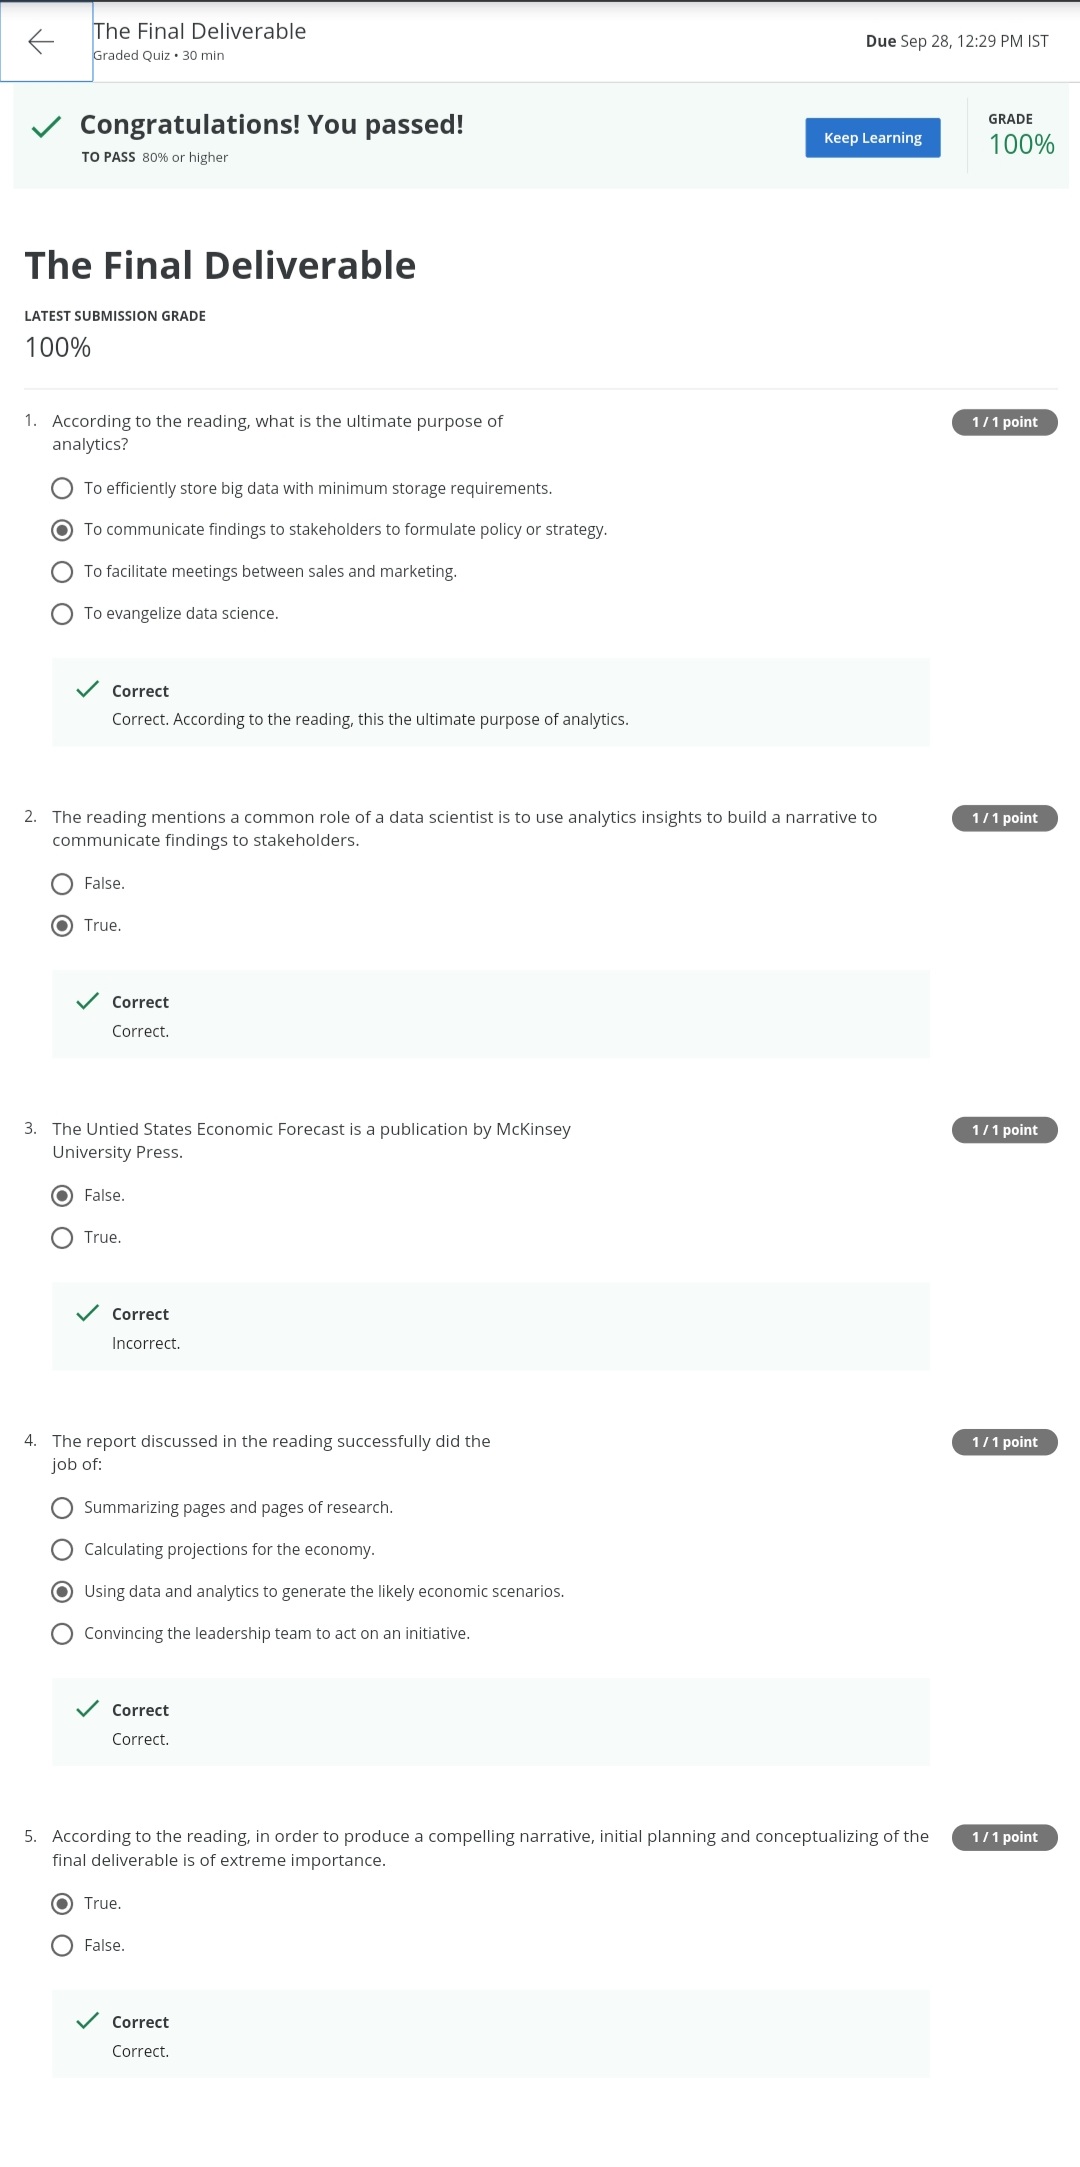 The Final Deliverable
Graded Quiz • 30 min
Due Sep 28, 12:29 PM IST
Congratulations! You passed!
TO PASS 80% or higher
Keep Learning
GRADE
100%
The Final Deliverable
LATEST SUBMISSION GRADE
100%
1. According to the reading, what is the ultimate purpose of
analytics?
1 / 1 point
To efficiently store big data with minimum storage requirements.
To communicate findings to stakeholders to formulate policy or strategy.
To facilitate meetings between sales and marketing.
To evangelize data science.
Correct
Correct. According to the reading, this the ultimate purpose of analytics.
2. The reading mentions a common role of a data scientist is to use analytics insights to build a narrative to
communicate findings to stakeholders.
1 / 1 point
False.
True.
Correct
Correct.
3. The Untied States Economic Forecast is a publication by McKinsey
University Press.
1 / 1 point
False.
True.
Correct
Incorrect.
4. The report discussed in the reading successfully did the
job of:
1 / 1 point
Summarizing pages and pages of research.
Calculating projections for the economy.
Using data and analytics to generate the likely economic scenarios.
Convincing the leadership team to act on an initiative.
Correct
Correct.
5. According to the reading, in order to produce a compelling narrative, initial planning and conceptualizing of the
final deliverable is of extreme importance.
1 / 1 point
True.
False.
Correct
Correct.